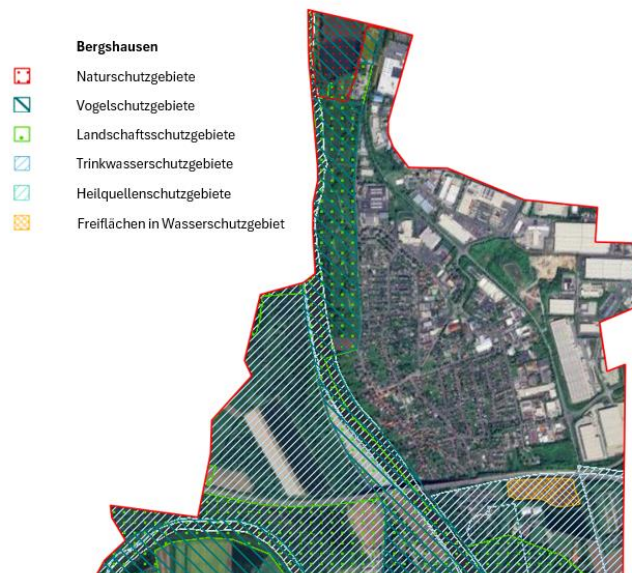 Bergshausen
Naturschutzgebiete
Vogelschutzgebiete
Landschaftsschutzgebiete
Trinkwasserschutzgebiete
Heilquellenschutzgebiete
Freiflächen in Wasserschutzgebiet